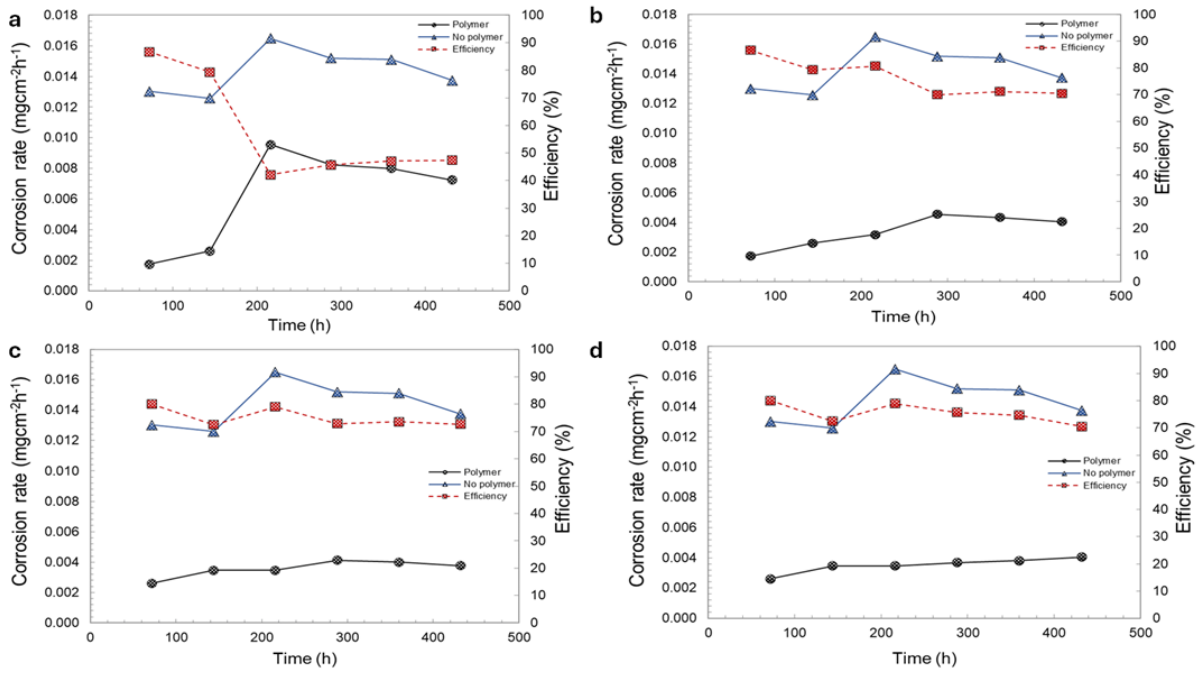 a
Corrosion rate (mgcm-2h-1)
0.018
0.016
0.014
0.012
0.010
0.008
0.006
0.004
0.002
0.000
0 100 200 300 400 500
Time (h)
100
90
80
70
60
50
40
30
20
10
0
Efficiency (%)
Polymer
No polymer
Efficiency
b
Corrosion rate (mgcm-2h-1)
0.018
0.016
0.014
0.012
0.010
0.008
0.006
0.004
0.002
0.000
0 100 200 300 400 500
Time (h)
100
90
80
70
60
50
40
30
20
10
0
Efficiency (%)
Polymer
No polymer
Efficiency
c
Corrosion rate (mgcm-2h-1)
0.018
0.016
0.014
0.012
0.010
0.008
0.006
0.004
0.002
0.000
0 100 200 300 400 500
Time (h)
100
90
80
70
60
50
40
30
20
10
0
Efficiency (%)
Polymer
No polymer
Efficiency
d
Corrosion rate (mgcm-2h-1)
0.018
0.016
0.014
0.012
0.010
0.008
0.006
0.004
0.002
0.000
0 100 200 300 400 500
Time (h)
100
90
80
70
60
50
40
30
20
10
0
Efficiency (%)
Polymer
No polymer
Efficiency